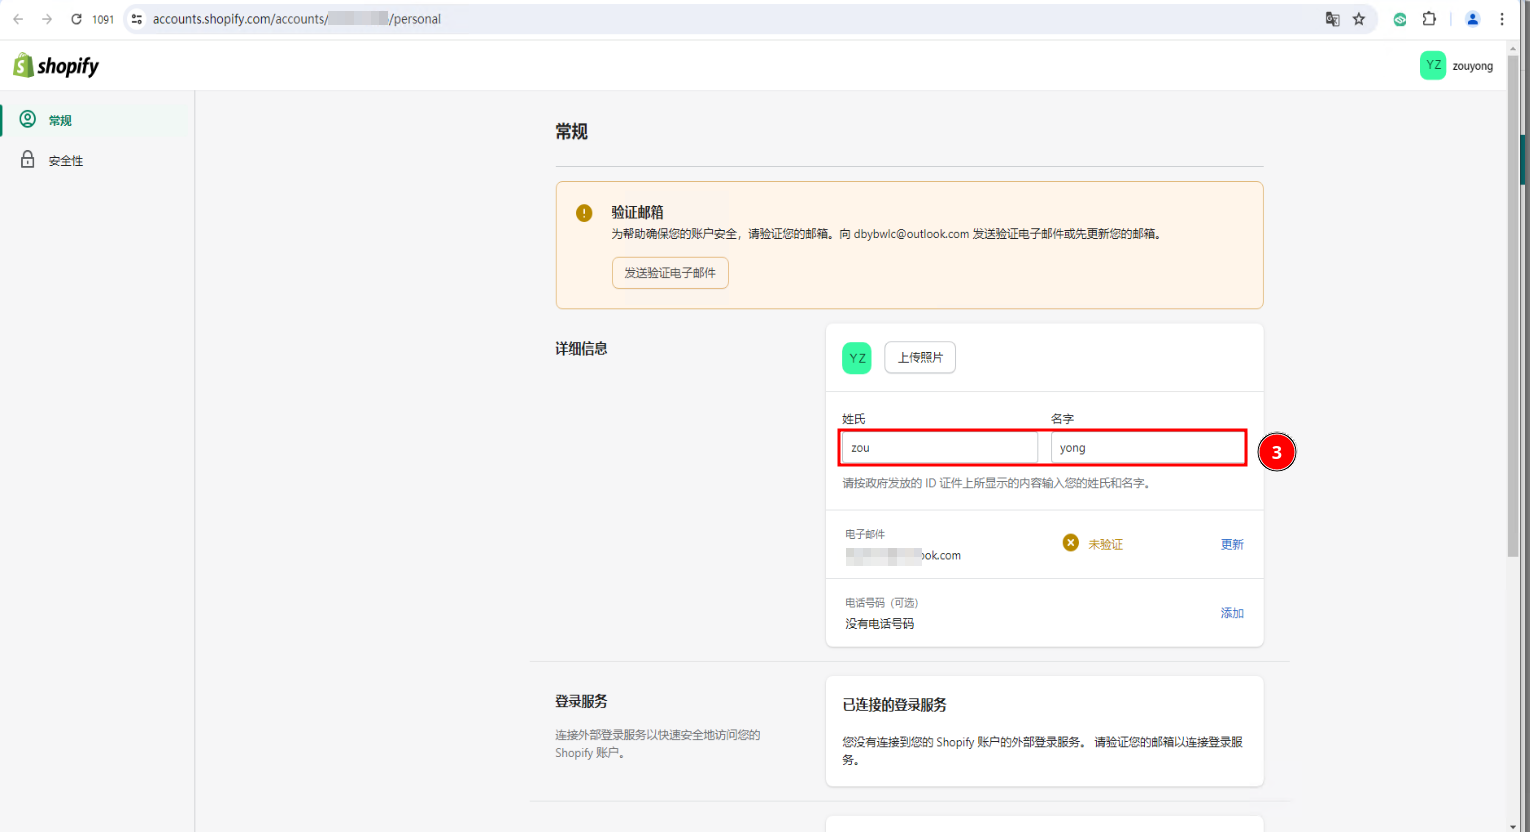 1091
accounts.shopify.com/accounts/
/personal
shopify
YZ
zouyong
常规
安全性
常规
验证邮箱
为帮助确保您的账户安全，请验证您的邮箱。向 dbybwlc@outlook.com 发送验证电子邮件或先更新您的邮箱。
发送验证电子邮件
详细信息
YZ
上传照片
姓氏
名字
zou
yong
3
请按政府发放的 ID 证件上所显示的内容输入您的姓氏和名字。
电子邮件
ook.com
未验证
更新
电话号码（可选）
没有电话号码
添加
登录服务
连接外部登录服务以快速安全地访问您的
Shopify 账户。
已连接的登录服务
您没有连接到您的 Shopify 账户的外部登录服务。 请验证您的邮箱以连接登录服
务。